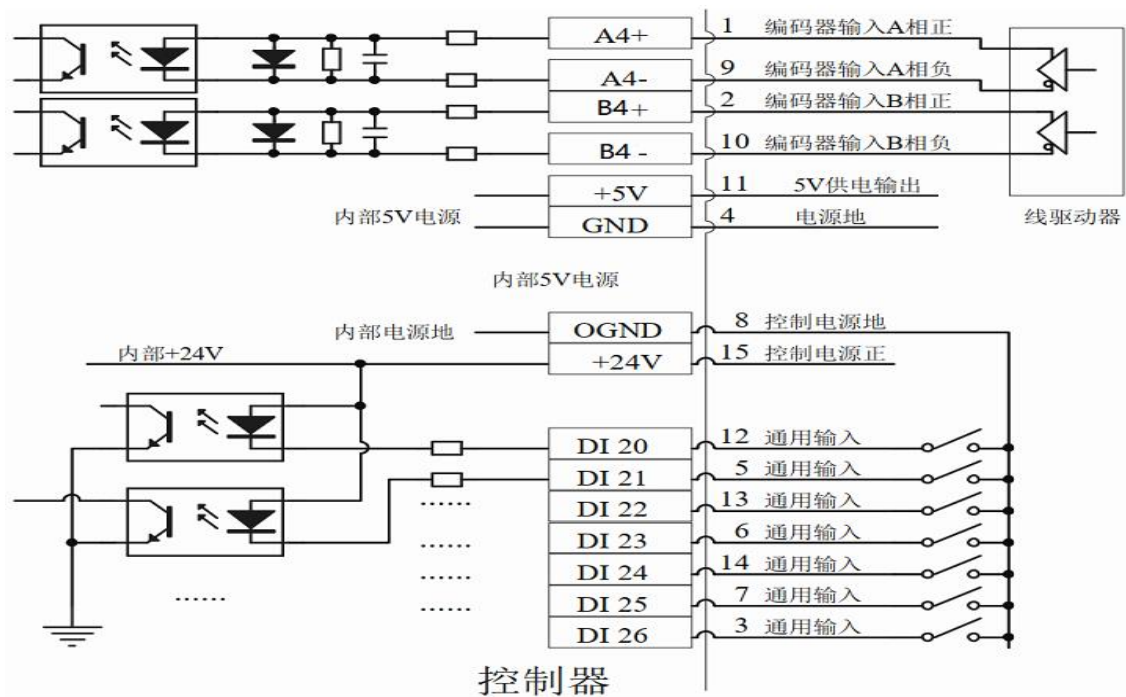 A4+ 1 编码器输入A相正
A4- 9 编码器输入A相负
B4+ 2 编码器输入B相正
B4 - 10 编码器输入B相负
+5V 11 5V供电输出
内部5V电源
GND 4 电源地
线驱动器
内部5V电源
内部电源地 OGND 8 控制电源地
内部+24V +24V 15 控制电源正
DI 20 12 通用输入
DI 21 5 通用输入
...... DI 22 13 通用输入
...... DI 23 6 通用输入
...... DI 24 14 通用输入
...... ...... DI 25 7 通用输入
DI 26 3 通用输入
控制器